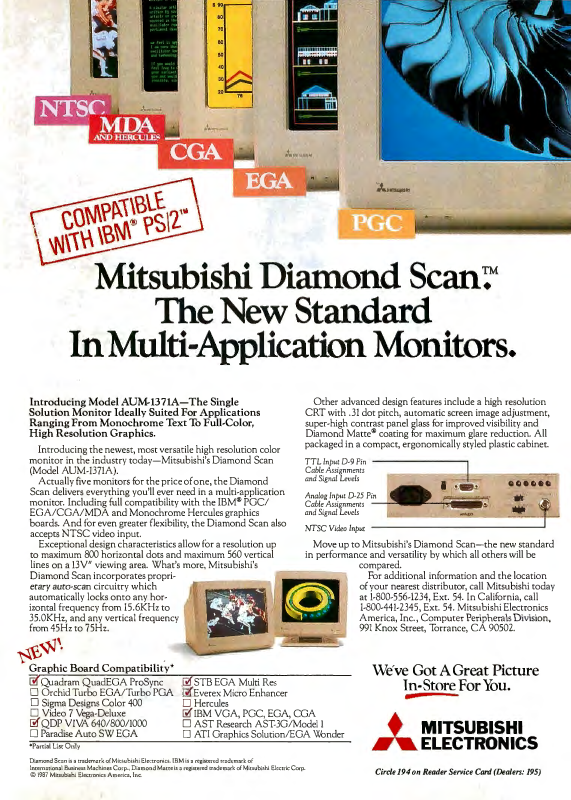 NTSC
MDA
AND HERCULES
CGA
EGA
PGC
COMPATIBLE
WITH IBM® PS/2™
Mitsubishi Diamond Scan.™
The New Standard
In Multi-Application Monitors.
Introducing Model AUM-1371A—The Single
Solution Monitor Ideally Suited For Applications
Ranging From Monochrome Text To Full-Color,
High Resolution Graphics.
Introducing the newest, most versatile high resolution color
monitor in the industry today—Mitsubishi's Diamond Scan
(Model AUM-1371A).
Actually five monitors for the price of one, the Diamond
Scan delivers everything you'll ever need in a multi-application
monitor. Including full compatibility with the IBM® PGC/
EGA/CGA/MDA and Monochrome Hercules graphics
boards. And for even greater flexibility, the Diamond Scan also
accepts NTSC video input.
Exceptional design characteristics allow for a resolution up
to maximum 800 horizontal dots and maximum 560 vertical
lines on a 13V" viewing area. What's more, Mitsubishi's
Diamond Scan incorporates propri-
etary auto-scan circuitry which
automatically locks onto any hor-
izontal frequency from 15.6KHz to
35.0KHz, and any vertical frequency
from 45Hz to 75Hz.
Other advanced design features include a high resolution
CRT with .31 dot pitch, automatic screen image adjustment,
super-high contrast panel glass for improved visibility and
Diamond Matte® coating for maximum glare reduction. All
packaged in a compact, ergonomically styled plastic cabinet.
TTL Input D-9 Pin
Cable Assignments
and Signal Levels
Analog Input D-25 Pin
Cable Assignments
and Signal Levels
NTSC Video Input
Move up to Mitsubishi's Diamond Scan—the new standard
in performance and versatility by which all others will be
compared.
For additional information and the location
of your nearest distributor, call Mitsubishi today
at 1-800-556-1234, Ext. 54. In California, call
1-800-441-2345, Ext. 54. Mitsubishi Electronics
America, Inc., Computer Peripherals Division,
991 Knox Street, Torrance, CA 90502.
NEW!
Graphic Board Compatibility*
Quadram QuadEGA ProSync
Orchid Turbo EGA/Turbo PGA
Sigma Designs Color 400
Video 7 Vega-Deluxe
QDP VIVA 640/800/1000
Paradise Auto SW EGA
STB EGA Multi Res
Everex Micro Enhancer
Hercules
IBM VGA, PGC, EGA, CGA
AST Research AST-3G/Model 1
ATI Graphics Solution/EGA Wonder
*Partial List Only
Diamond Scan is a trademark of Mitsubishi Electronics. IBM is a registered trademark of
International Business Machines Corp., Diamond Matte is a registered trademark of Mitsubishi Electric Corp.
© 1987 Mitsubishi Electronics America, Inc.
We've Got A Great Picture
In-Store For You.
MITSUBISHI
ELECTRONICS
Circle 194 on Reader Service Card (Dealers: 195)